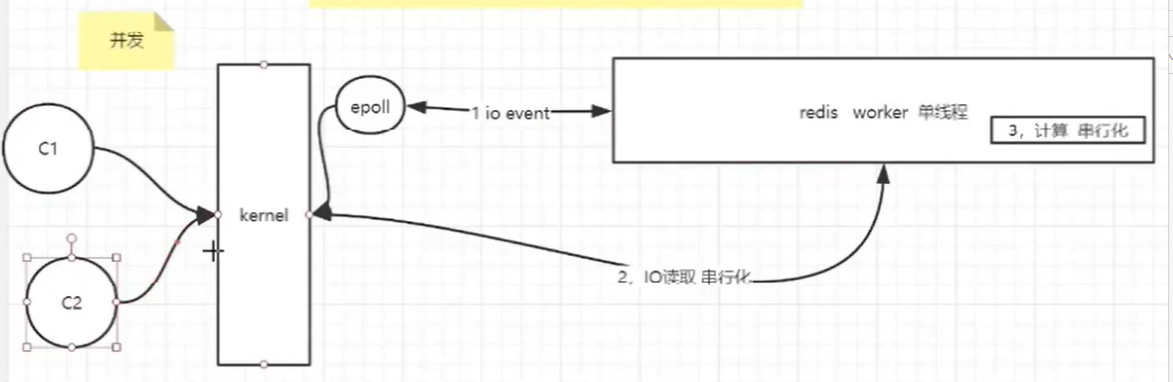 并发
C1
C2
kernel
epoll
1 io event
redis worker 单线程
3，计算 串行化
2，IO读取 串行化